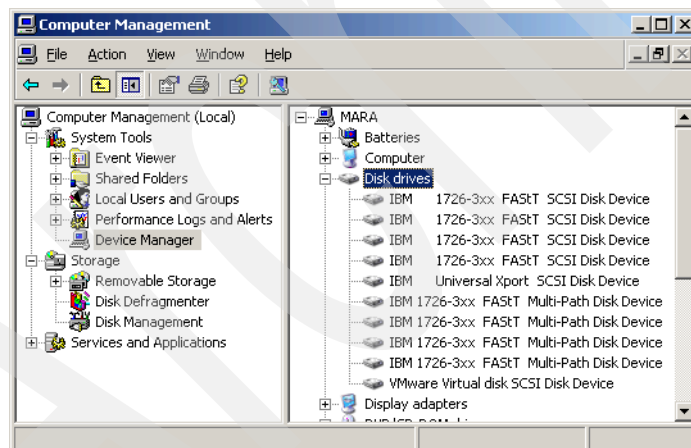 Computer Management
File Action View Window Help
Computer Management (Local)
System Tools
Event Viewer
Shared Folders
Local Users and Groups
Performance Logs and Alerts
Device Manager
Storage
Removable Storage
Disk Defragmenter
Disk Management
Services and Applications
MARA
Batteries
Computer
Disk drives
IBM 1726-3xx FAStT SCSI Disk Device
IBM 1726-3xx FAStT SCSI Disk Device
IBM 1726-3xx FAStT SCSI Disk Device
IBM 1726-3xx FAStT SCSI Disk Device
IBM Universal Xport SCSI Disk Device
IBM 1726-3xx FAStT Multi-Path Disk Device
IBM 1726-3xx FAStT Multi-Path Disk Device
IBM 1726-3xx FAStT Multi-Path Disk Device
IBM 1726-3xx FAStT Multi-Path Disk Device
VMware Virtual disk SCSI Disk Device
Display adapters